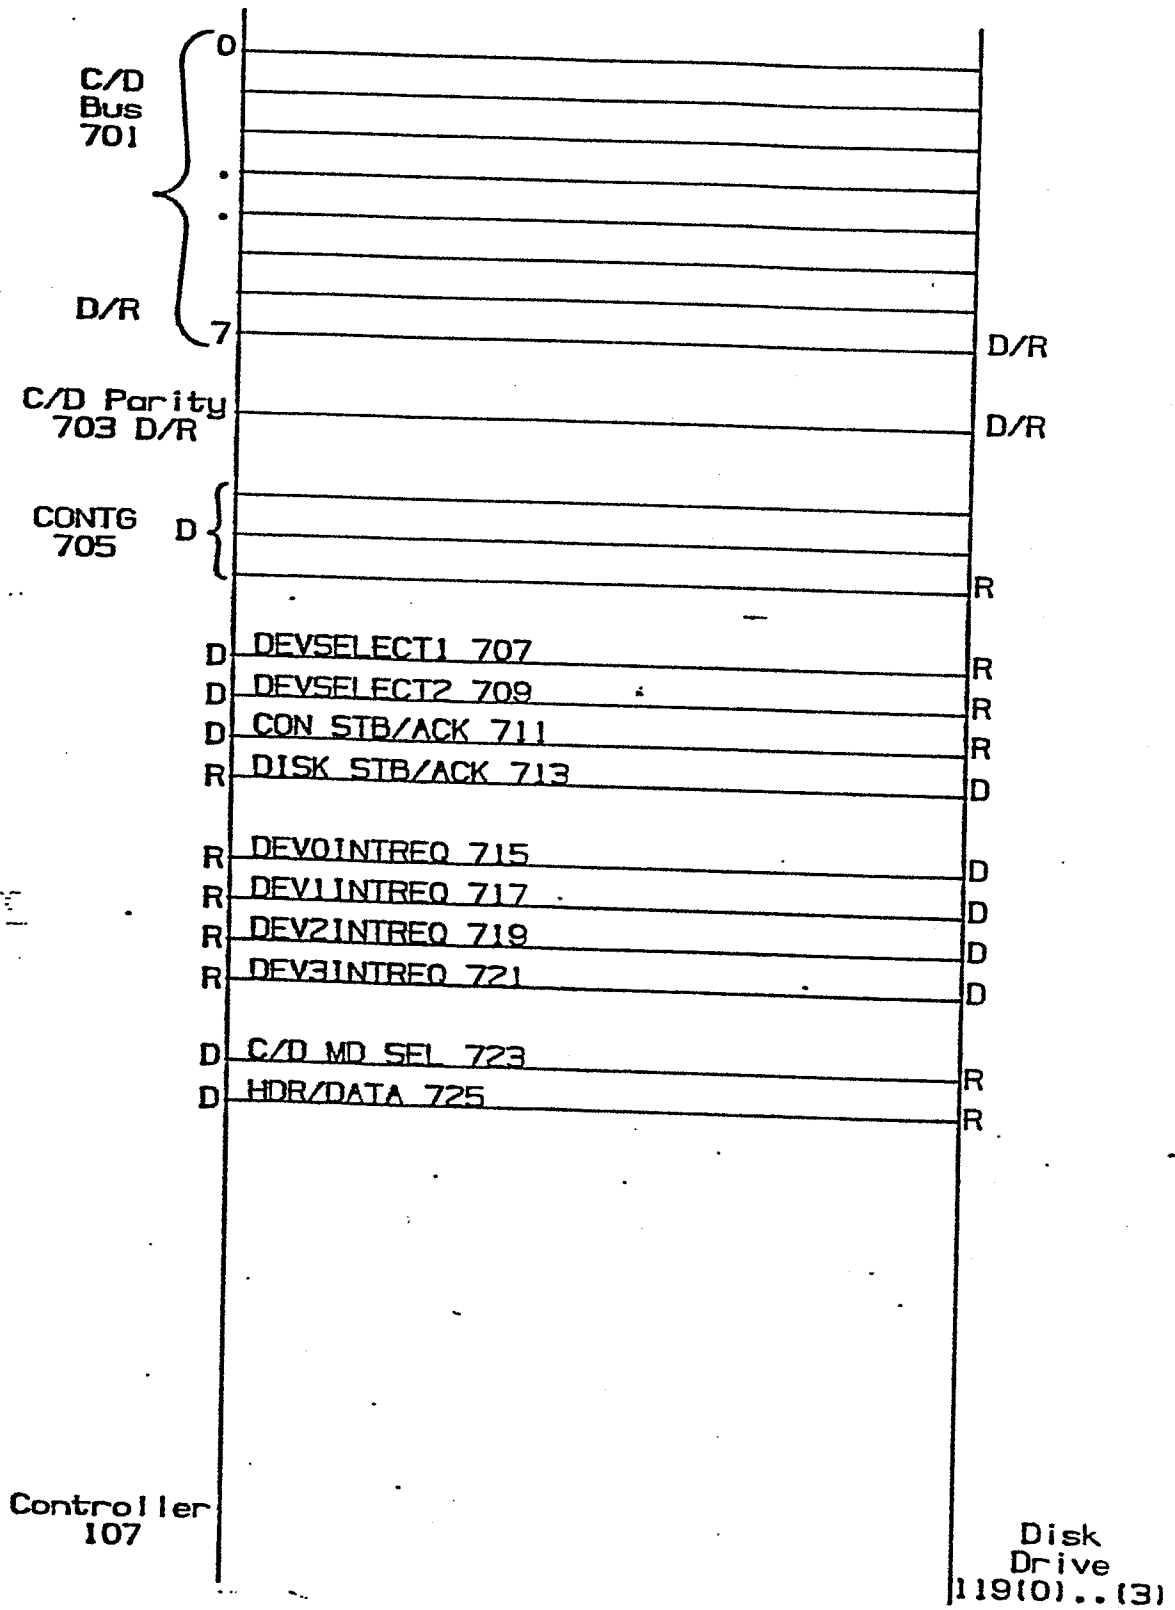 0
C/D
Bus
701
.
.
D/R
7 D/R
C/D Parity
703 D/R D/R
CONTG D
705
R
D DEVSELECT1 707 R
D DEVSELECT2 709 R
D CON STB/ACK 711 R
R DISK STB/ACK 713 D
R DEV0INTREQ 715 D
R DEV1INTREQ 717 D
R DEV2INTREQ 719 D
R DEV3INTREQ 721 D
D C/D MD SEL 723 R
D HDR/DATA 725 R
Controller
107
Disk
Drive
119(0)..(3)